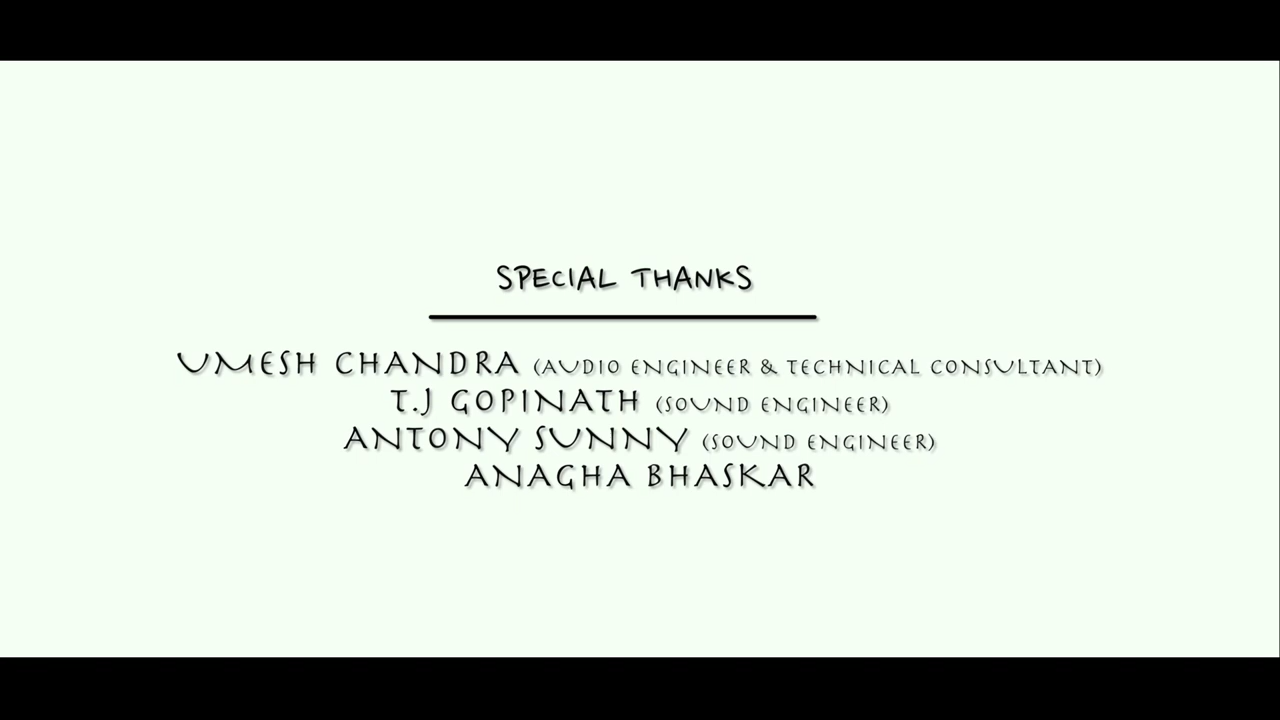 SPECIAL THANKS
UMESH CHANDRA (AUDIO ENGINEER & TECHNICAL CONSULTANT)
T.J GOPINATH (SOUND ENGINEER)
ANTONY SUNNY (SOUND ENGINEER)
ANAGHA BHASKAR